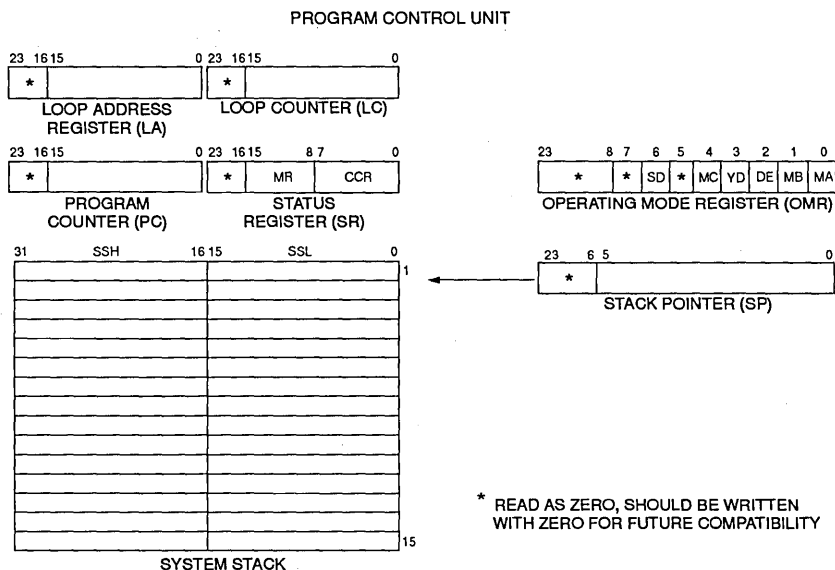 PROGRAM CONTROL UNIT
23 16 15 0 23 16 15 0
* *
LOOP ADDRESS
REGISTER (LA)
LOOP COUNTER (LC)
23 16 15 0 23 16 15 8 7 0
* * MR CCR
PROGRAM
COUNTER (PC)
STATUS
REGISTER (SR)
23 8 7 6 5 4 3 2 1 0
* * SD * MC YD DE MB MA
OPERATING MODE REGISTER (OMR)
31 SSH 16 15 SSL 0
1
15
SYSTEM STACK
23 6 5 0
*
STACK POINTER (SP)
* READ AS ZERO, SHOULD BE WRITTEN
WITH ZERO FOR FUTURE COMPATIBILITY